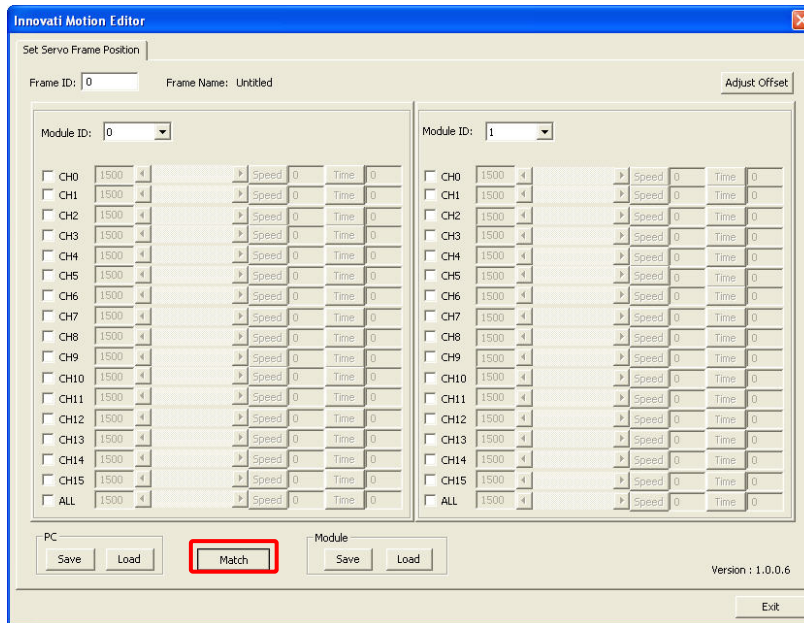 Innovati Motion Editor
Set Servo Frame Position
Frame ID: 0 Frame Name: Untitled Adjust Offset
Module ID: 0 Module ID: 1
CH0 1500 Speed 0 Time 0 CH0 1500 Speed 0 Time 0
CH1 1500 Speed 0 Time 0 CH1 1500 Speed 0 Time 0
CH2 1500 Speed 0 Time 0 CH2 1500 Speed 0 Time 0
CH3 1500 Speed 0 Time 0 CH3 1500 Speed 0 Time 0
CH4 1500 Speed 0 Time 0 CH4 1500 Speed 0 Time 0
CH5 1500 Speed 0 Time 0 CH5 1500 Speed 0 Time 0
CH6 1500 Speed 0 Time 0 CH6 1500 Speed 0 Time 0
CH7 1500 Speed 0 Time 0 CH7 1500 Speed 0 Time 0
CH8 1500 Speed 0 Time 0 CH8 1500 Speed 0 Time 0
CH9 1500 Speed 0 Time 0 CH9 1500 Speed 0 Time 0
CH10 1500 Speed 0 Time 0 CH10 1500 Speed 0 Time 0
CH11 1500 Speed 0 Time 0 CH11 1500 Speed 0 Time 0
CH12 1500 Speed 0 Time 0 CH12 1500 Speed 0 Time 0
CH13 1500 Speed 0 Time 0 CH13 1500 Speed 0 Time 0
CH14 1500 Speed 0 Time 0 CH14 1500 Speed 0 Time 0
CH15 1500 Speed 0 Time 0 CH15 1500 Speed 0 Time 0
ALL 1500 Speed 0 Time 0 ALL 1500 Speed 0 Time 0
PC Module
Save Load Match Save Load
Version : 1.0.0.6
Exit